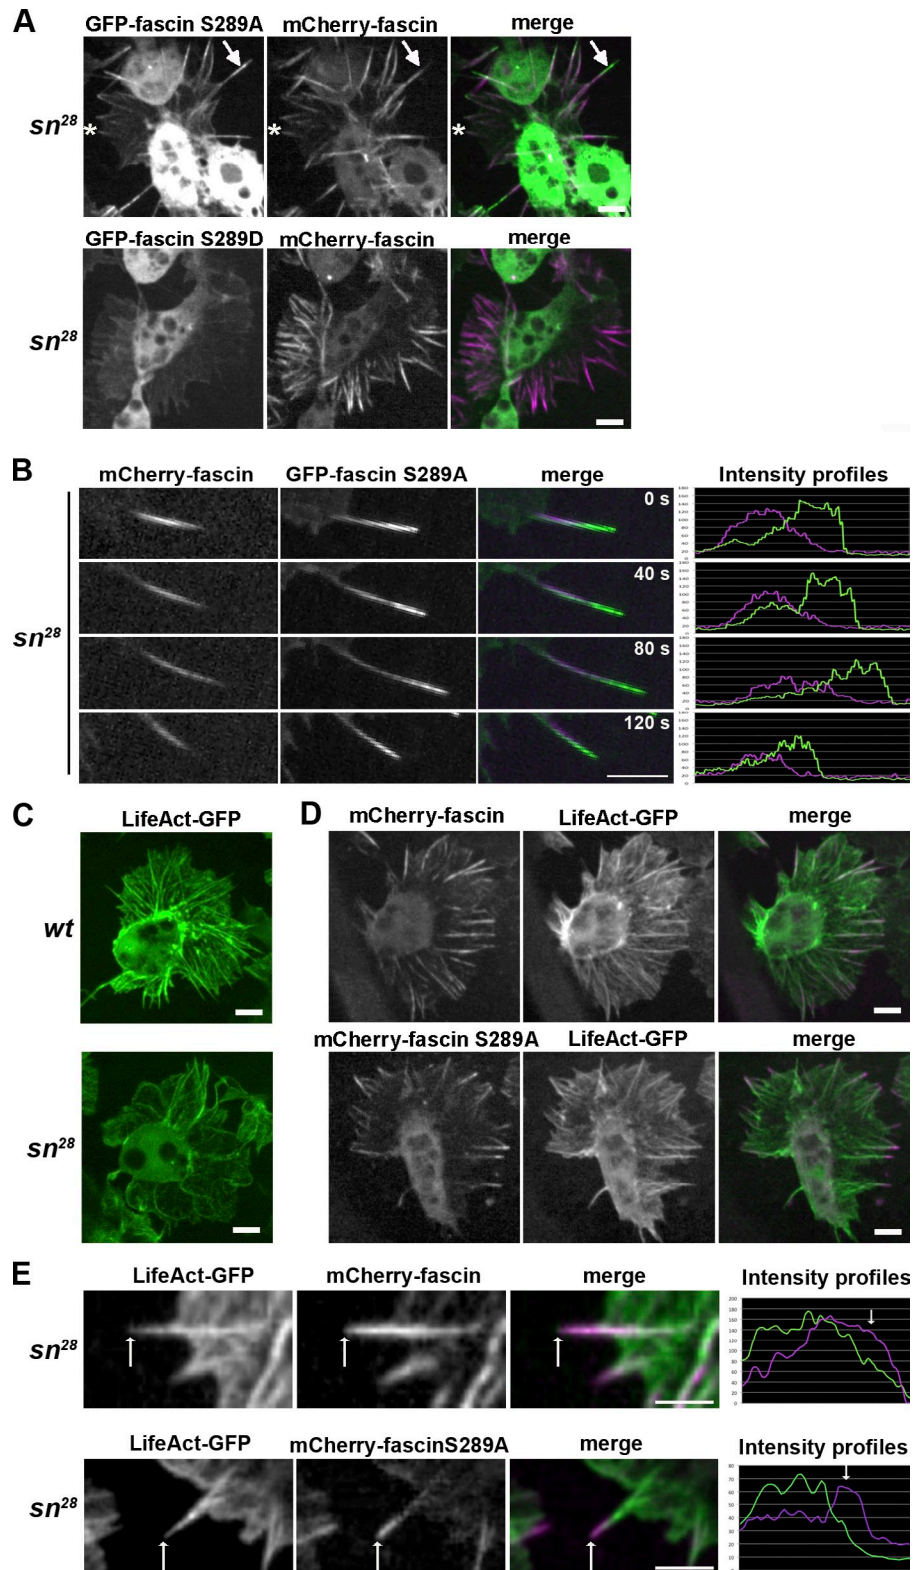 A
GFP-fascin S289A mCherry-fascin merge
sn28
* * *
GFP-fascin S289D mCherry-fascin merge
sn28
B
mCherry-fascin GFP-fascin S289A merge Intensity profiles
0 s
40 s
sn28
80 s
120 s
C D
LifeAct-GFP
mCherry-fascin LifeAct-GFP merge
wt
mCherry-fascin S289A LifeAct-GFP merge
sn28
E
LifeAct-GFP mCherry-fascin merge Intensity profiles
sn28
LifeAct-GFP mCherry-fascinS289A merge Intensity profiles
sn28